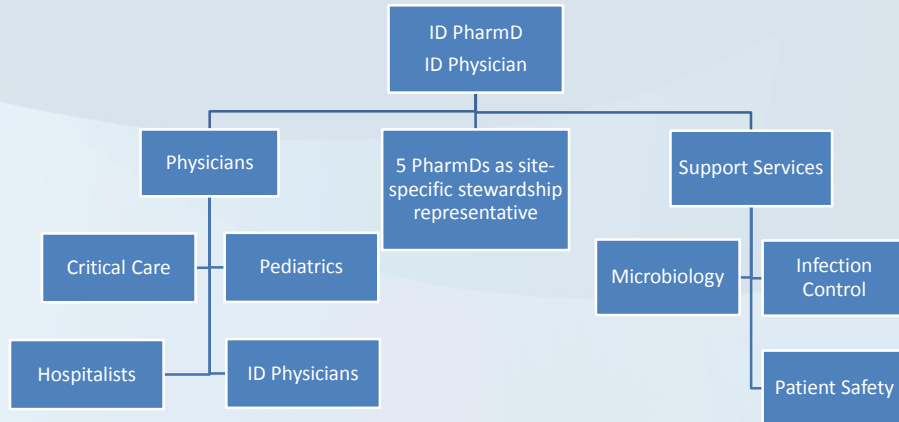 ID PharmD
ID Physician
Physicians
5 PharmDs as site-
specific stewardship
representative
Support Services
Critical Care
Pediatrics
Microbiology
Infection
Control
Hospitalists
ID Physicians
Patient Safety